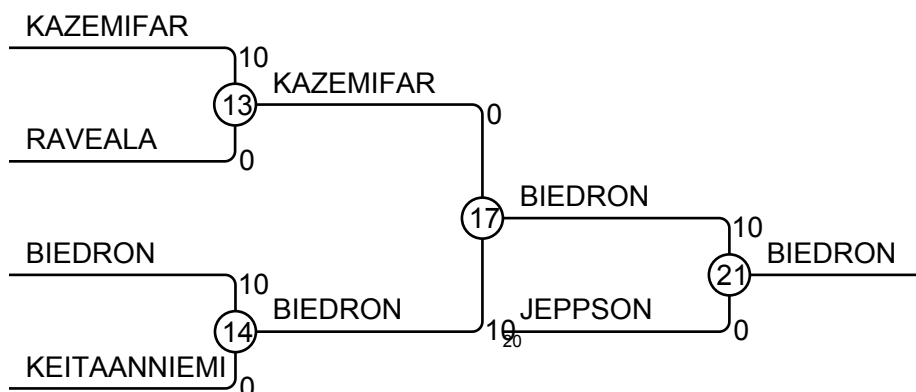 KAZEMIFAR
10
13
KAZEMIFAR
0
RAVEALA
0
17
BIEDRON
BIEDRON
10
10
14
BIEDRON
10
20
JEPPSON
0
21
BIEDRON
KEITAANNIEMI
0